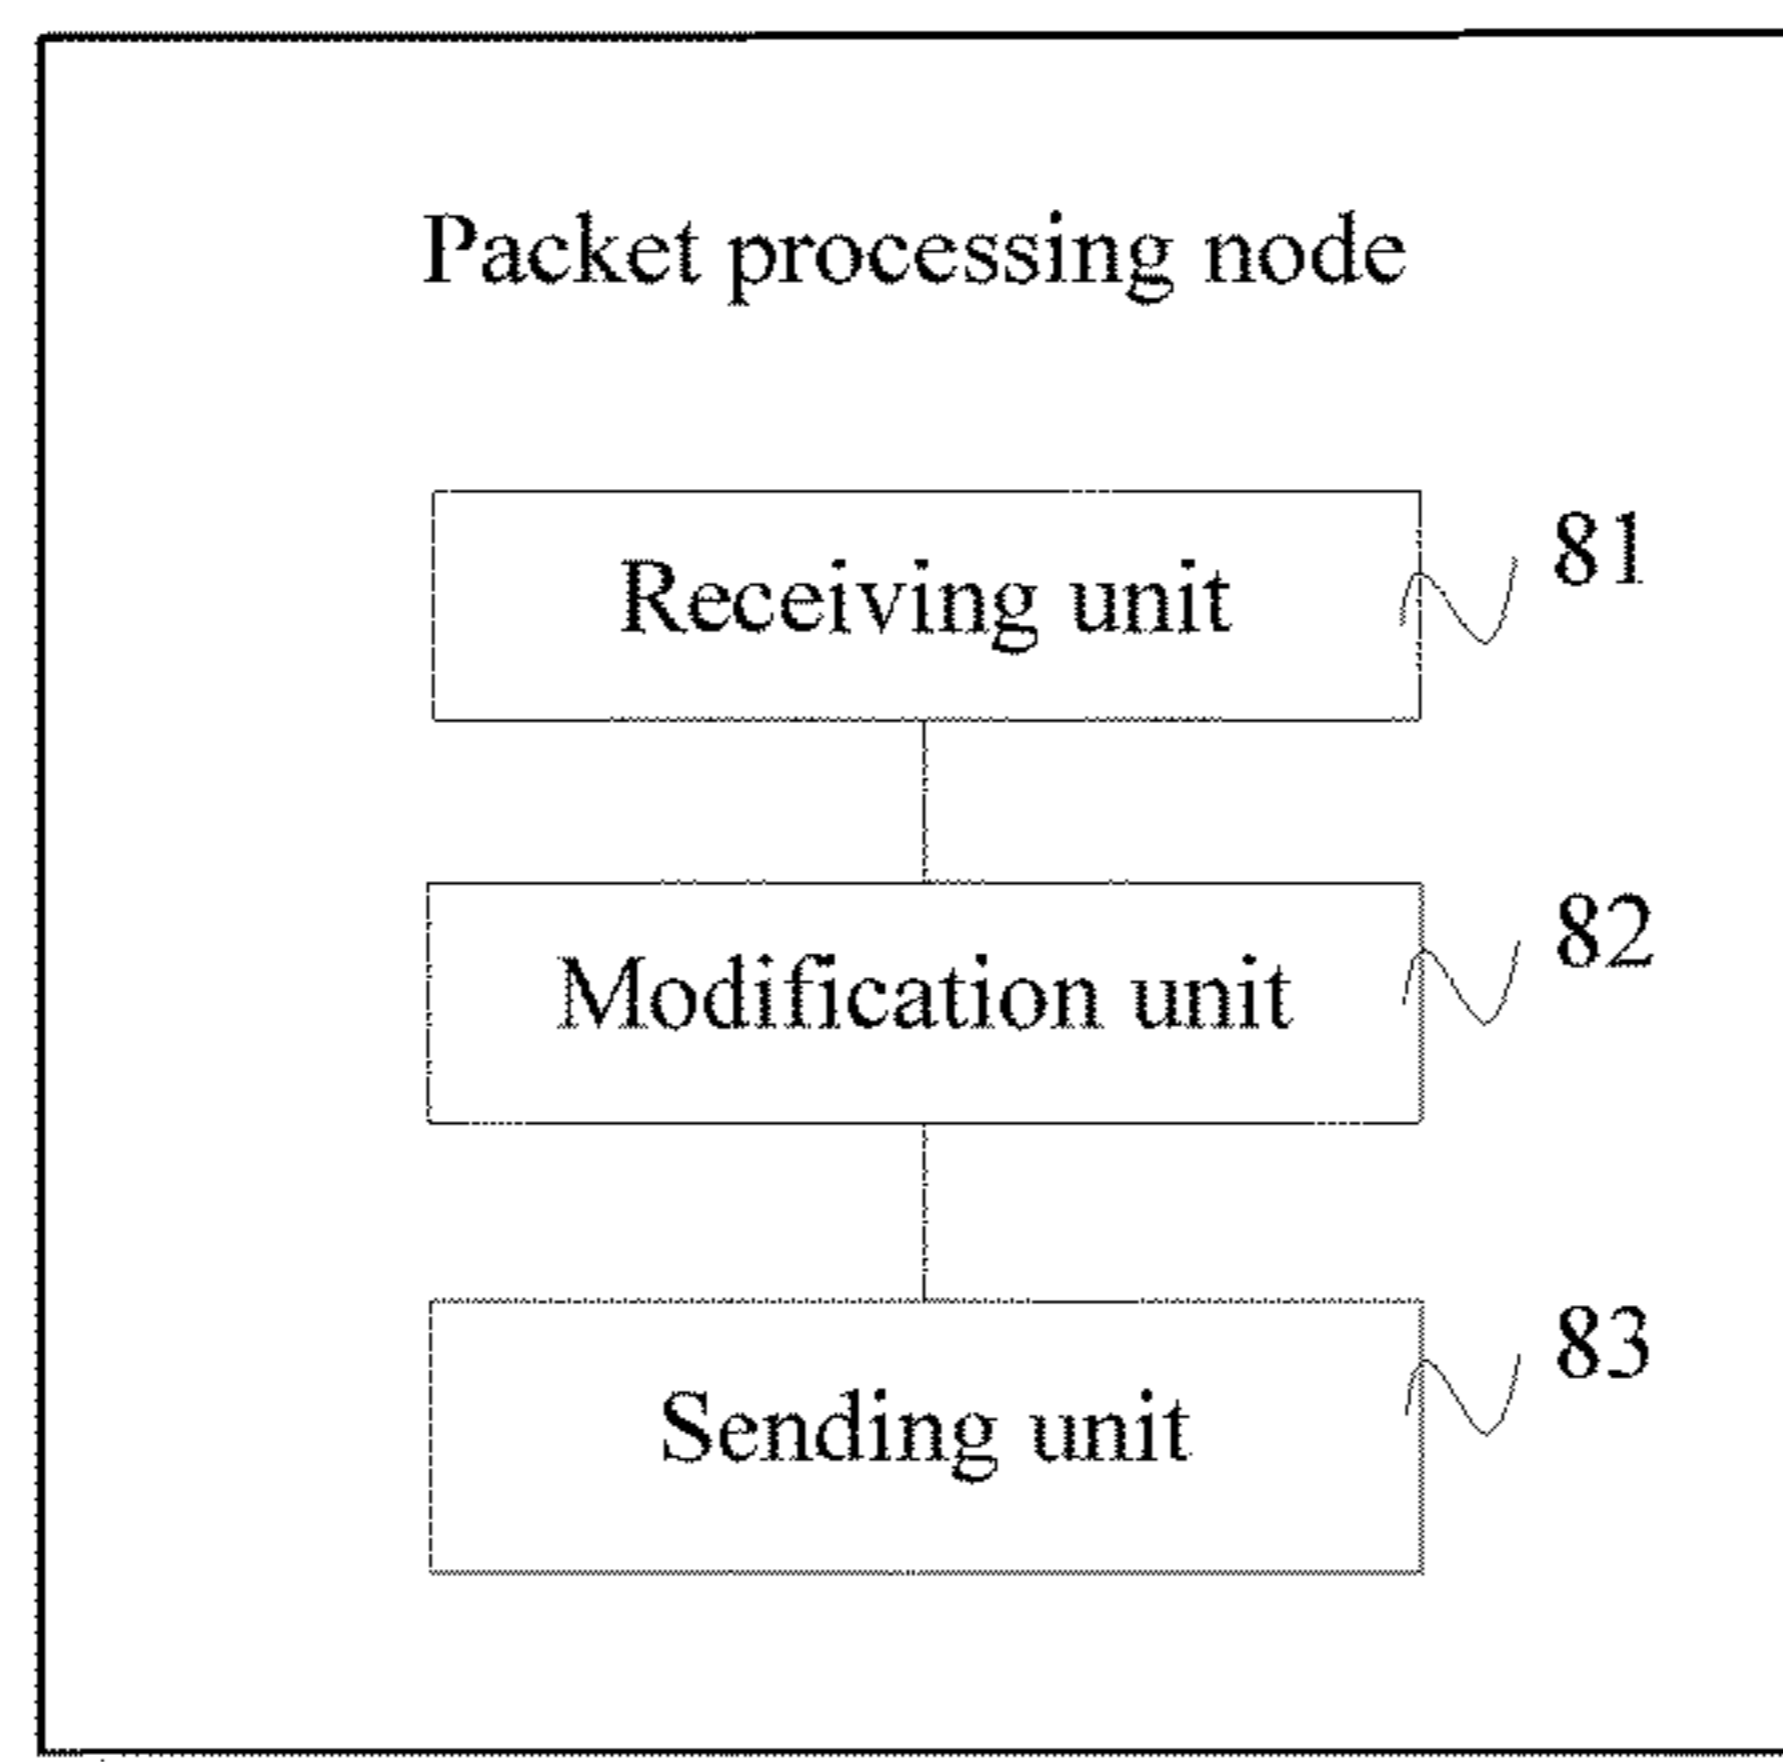 Packet processing node
Receiving unit
81
Modification unit
82
Sending unit
83